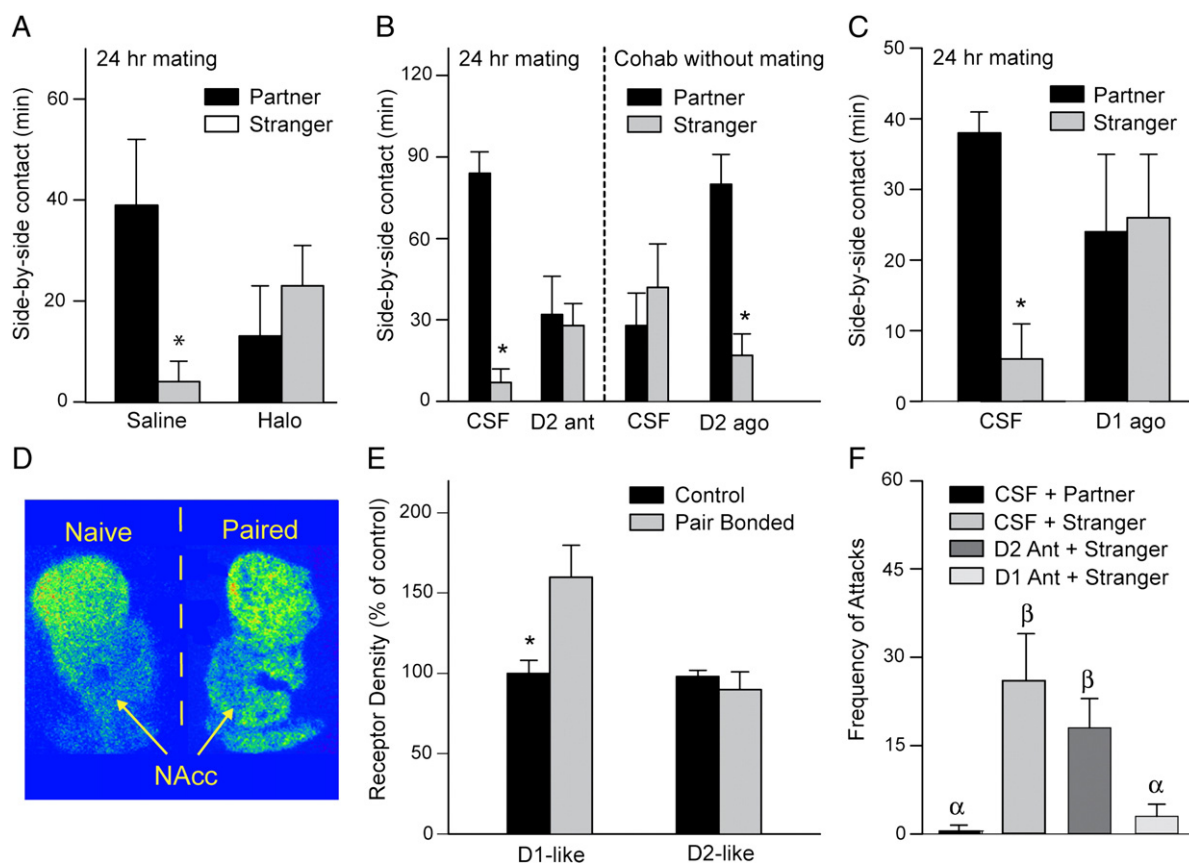 A
24 hr mating
Partner
Stranger
Side-by-side contact (min)
60
40
20
0
*
Saline
Halo
B
24 hr mating
Cohab without mating
Partner
Stranger
Side-by-side contact (min)
120
90
60
30
0
*
*
CSF
D2 ant
CSF
D2 ago
C
24 hr mating
Partner
Stranger
Side-by-side contact (min)
50
40
30
20
10
0
*
CSF
D1 ago
D
Naive
Paired
NAcc
E
Control
Pair Bonded
Receptor Density (% of control)
200
150
100
50
0
*
D1-like
D2-like
F
CSF + Partner
CSF + Stranger
D2 Ant + Stranger
D1 Ant + Stranger
Frequency of Attacks
60
45
30
15
0
α
β
β
α